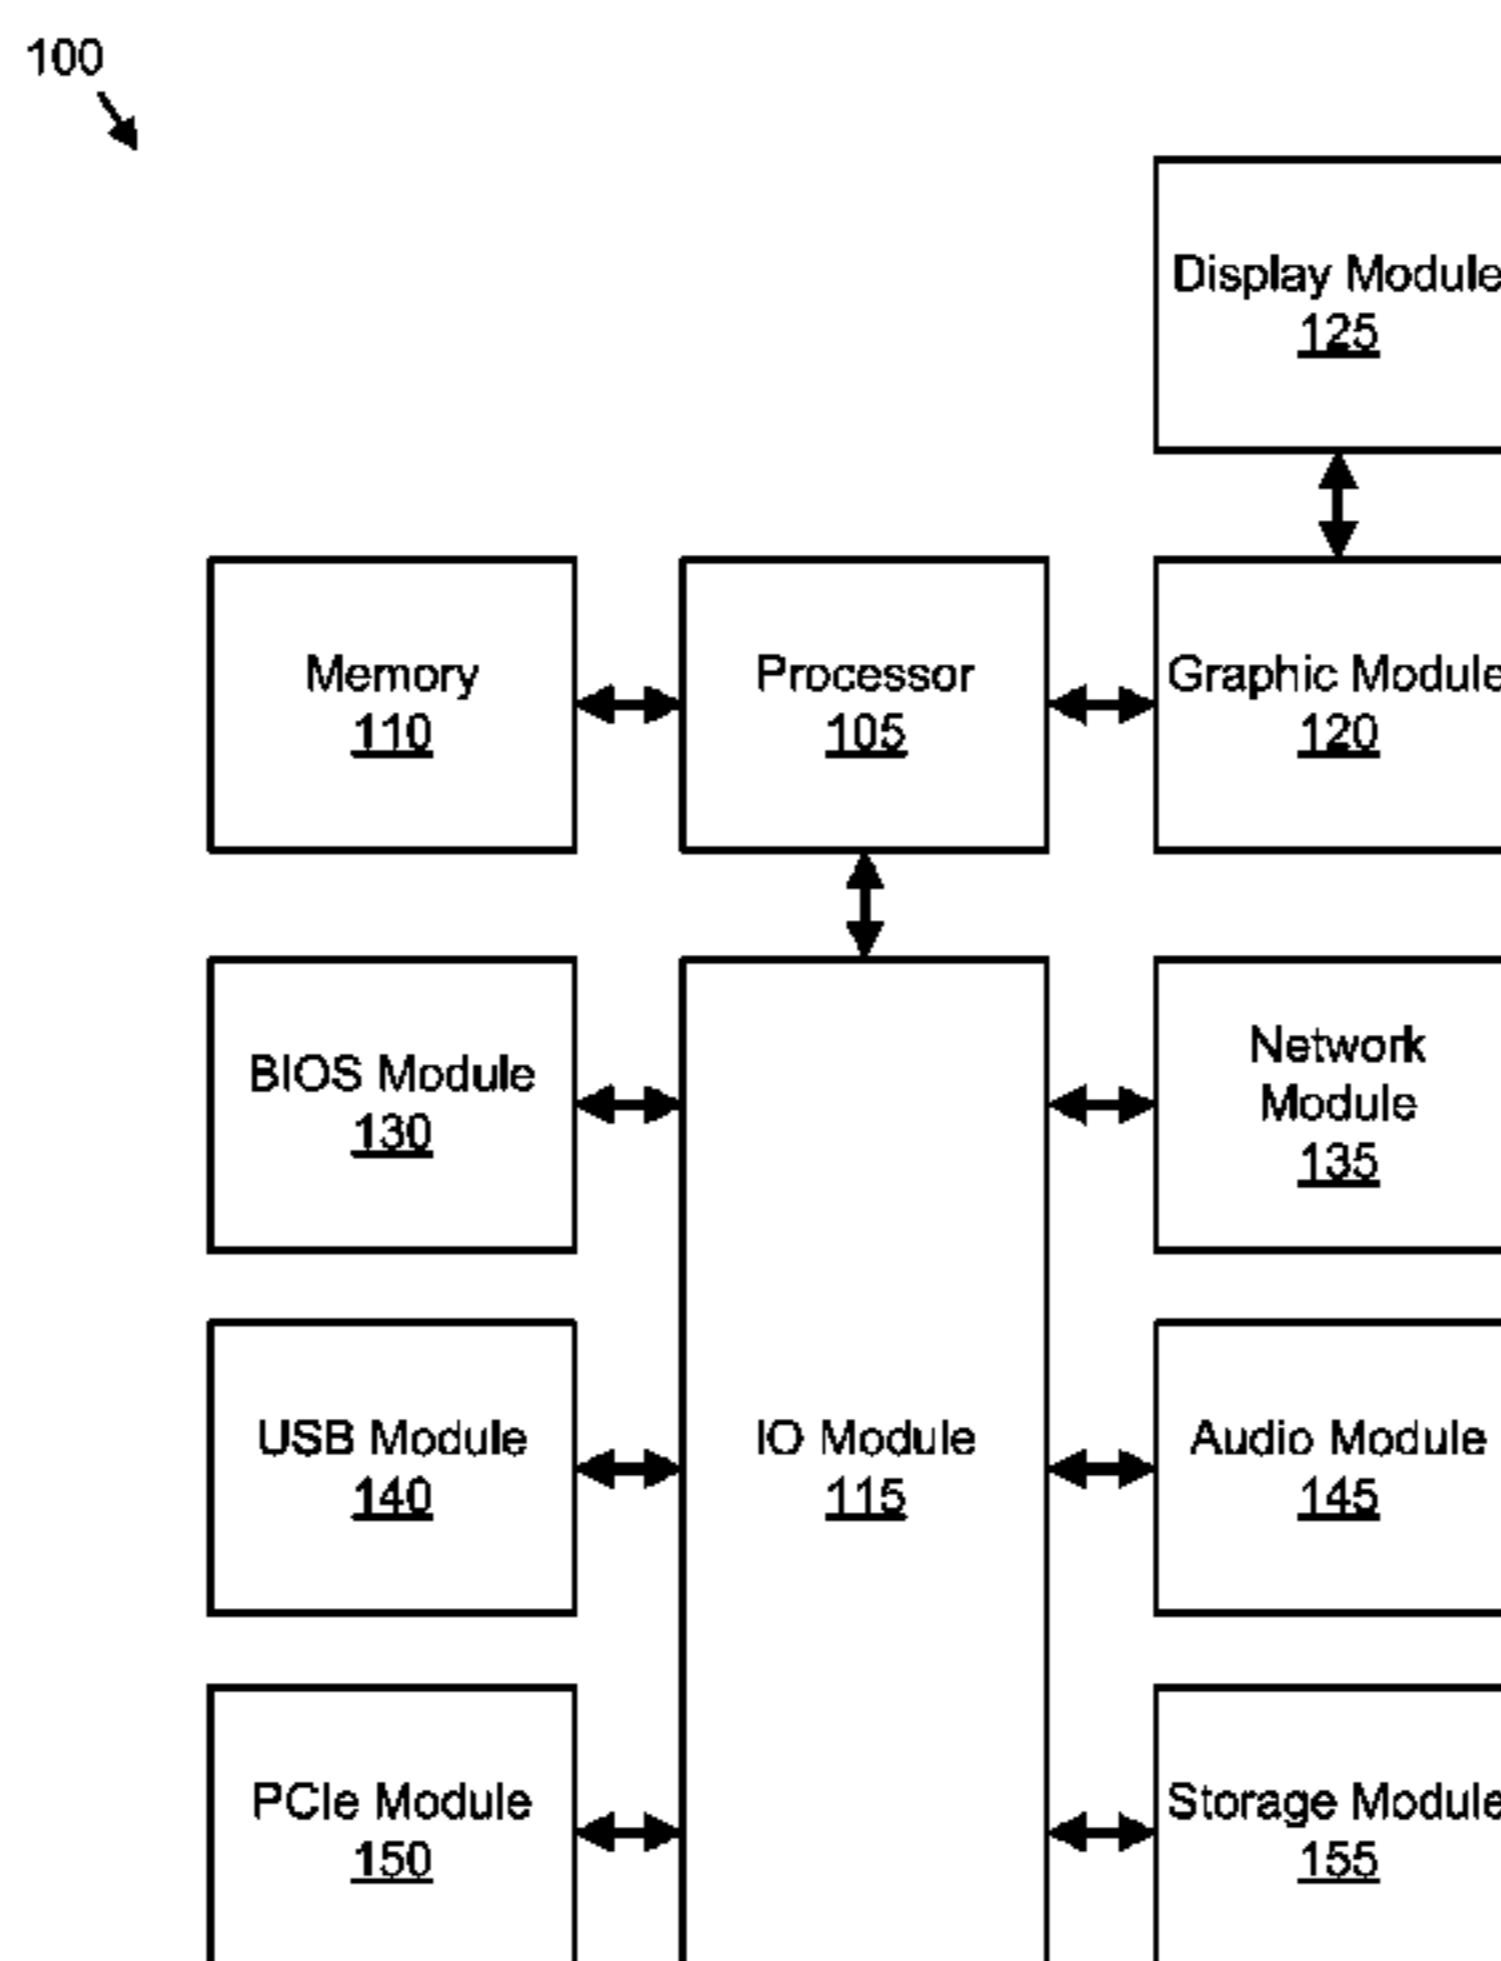 100
Display Module
125
Memory
110
Processor
105
Graphic Module
120
BIOS Module
130
Network
Module
135
USB Module
140
IO Module
115
Audio Module
145
PCIe Module
150
Storage Module
155